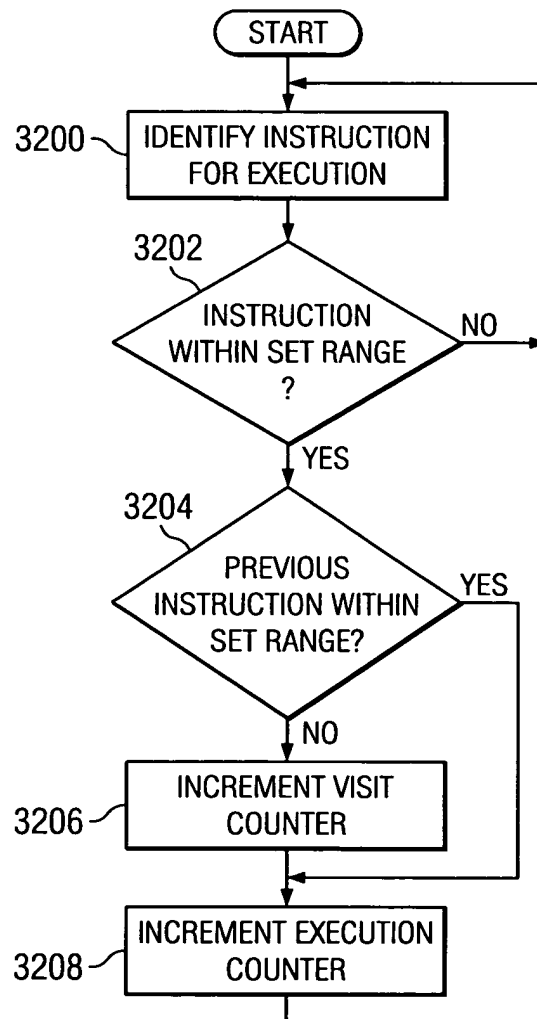 START
3200
IDENTIFY INSTRUCTION
FOR EXECUTION
3202
INSTRUCTION
WITHIN SET RANGE
?
NO
YES
3204
PREVIOUS
INSTRUCTION WITHIN
SET RANGE?
YES
NO
3206
INCREMENT VISIT
COUNTER
3208
INCREMENT EXECUTION
COUNTER